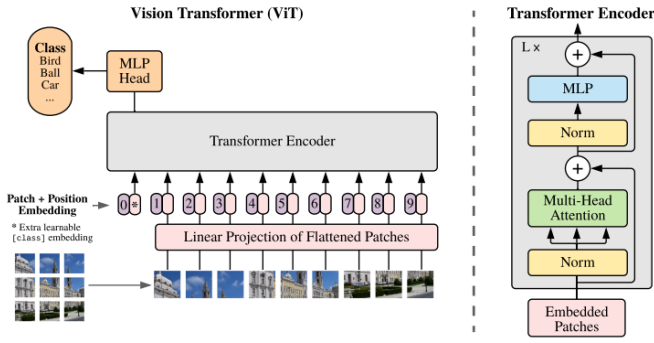 Vision Transformer (ViT)
Class
Bird
Ball
Car
...
MLP
Head
Transformer Encoder
Patch + Position
Embedding
0 * 1 2 3 4 5 6 7 8 9
* Extra learnable
[class] embedding
Linear Projection of Flattened Patches
Transformer Encoder
L ×
+
MLP
Norm
+
Multi-Head
Attention
Norm
Embedded
Patches